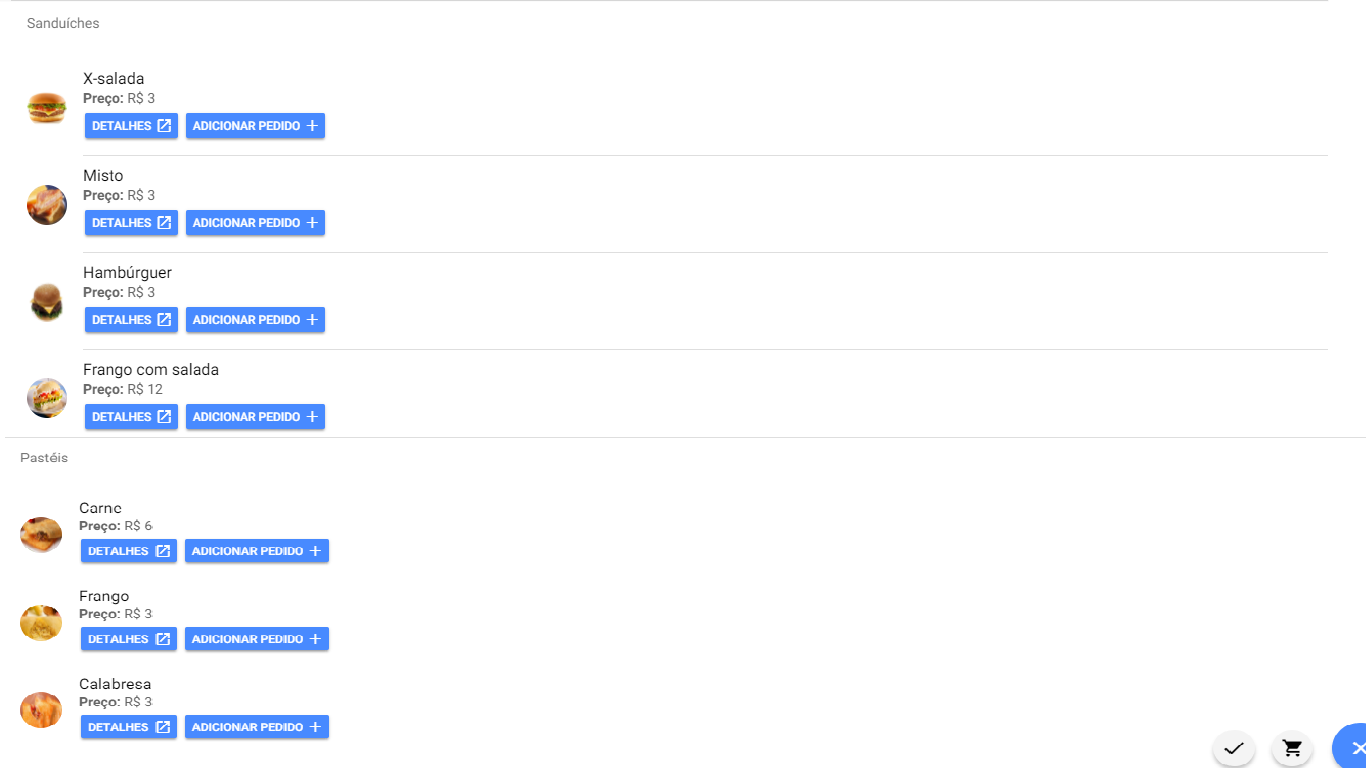 Sanduíches
X-salada
Preço: R$ 3
DETALHES ADICIONAR PEDIDO
Misto
Preço: R$ 3
DETALHES ADICIONAR PEDIDO
Hambúrguer
Preço: R$ 3
DETALHES ADICIONAR PEDIDO
Frango com salada
Preço: R$ 12
DETALHES ADICIONAR PEDIDO
Pastéis
Carne
Preço: R$ 6
DETALHES ADICIONAR PEDIDO
Frango
Preço: R$ 3
DETALHES ADICIONAR PEDIDO
Calabresa
Preço: R$ 3
DETALHES ADICIONAR PEDIDO